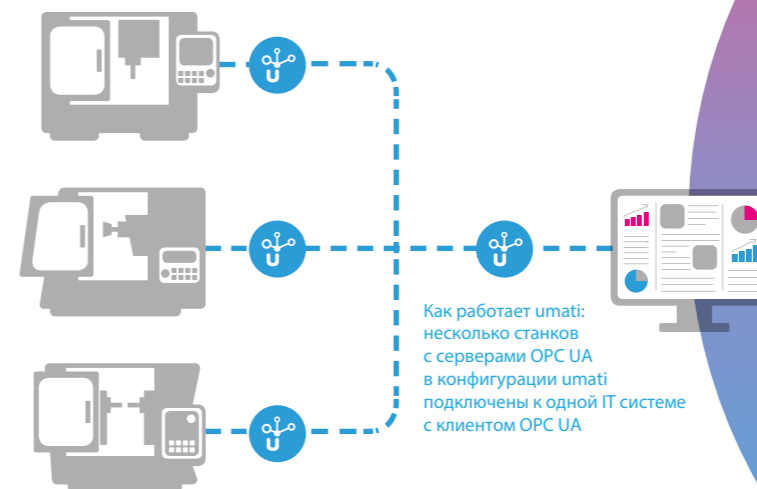 U
U
U
U
Как работает umati:
несколько станков
с серверами OPC UA
в конфигурации umati
подключены к одной IT системе
с клиентом OPC UA